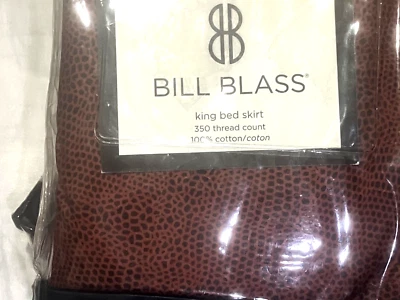 BILL BLASS®
king bed skirt
350 thread count
100% cotton/coton